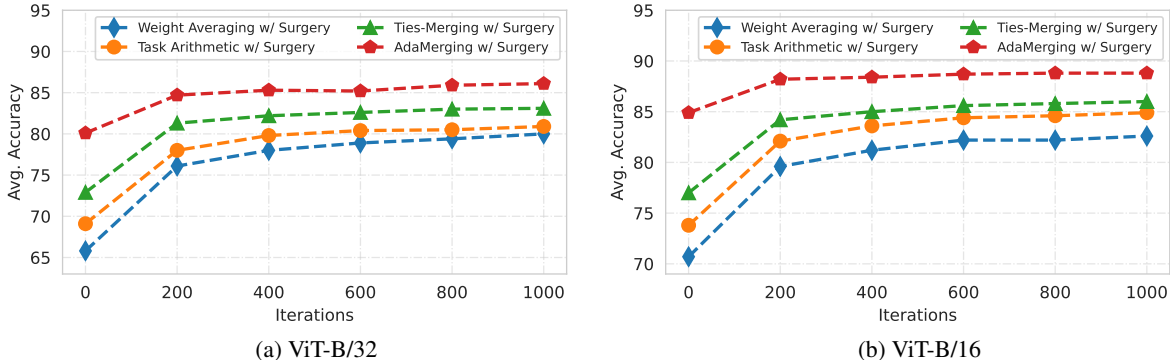 95
90
85
80
75
70
65
Avg. Accuracy
Weight Averaging w/ Surgery
Task Arithmetic w/ Surgery
Ties-Merging w/ Surgery
AdaMerging w/ Surgery
0 200 400 600 800 1000
Iterations
(a) ViT-B/32
95
90
85
80
75
70
Avg. Accuracy
Weight Averaging w/ Surgery
Task Arithmetic w/ Surgery
Ties-Merging w/ Surgery
AdaMerging w/ Surgery
0 200 400 600 800 1000
Iterations
(b) ViT-B/16